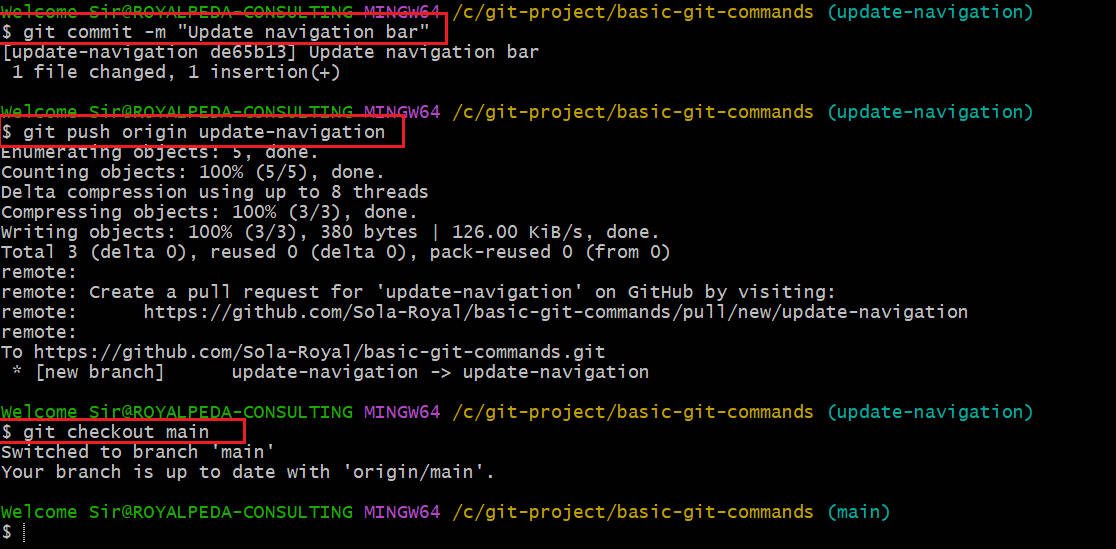 Welcome Sir@ROYALPEDA-CONSULTING MINGW64 /c/git-project/basic-git-commands (update-navigation)
$ git commit -m "Update navigation bar"
[update-navigation de65b13] Update navigation bar
 1 file changed, 1 insertion(+)

Welcome Sir@ROYALPEDA-CONSULTING MINGW64 /c/git-project/basic-git-commands (update-navigation)
$ git push origin update-navigation
Enumerating objects: 5, done.
Counting objects: 100% (5/5), done.
Delta compression using up to 8 threads
Compressing objects: 100% (3/3), done.
Writing objects: 100% (3/3), 380 bytes | 126.00 KiB/s, done.
Total 3 (delta 0), reused 0 (delta 0), pack-reused 0 (from 0)
remote:
remote: Create a pull request for 'update-navigation' on GitHub by visiting:
remote:      https://github.com/Sola-Royal/basic-git-commands/pull/new/update-navigation
remote:
To https://github.com/Sola-Royal/basic-git-commands.git
 * [new branch]      update-navigation -> update-navigation

Welcome Sir@ROYALPEDA-CONSULTING MINGW64 /c/git-project/basic-git-commands (update-navigation)
$ git checkout main
Switched to branch 'main'
Your branch is up to date with 'origin/main'.

Welcome Sir@ROYALPEDA-CONSULTING MINGW64 /c/git-project/basic-git-commands (main)
$